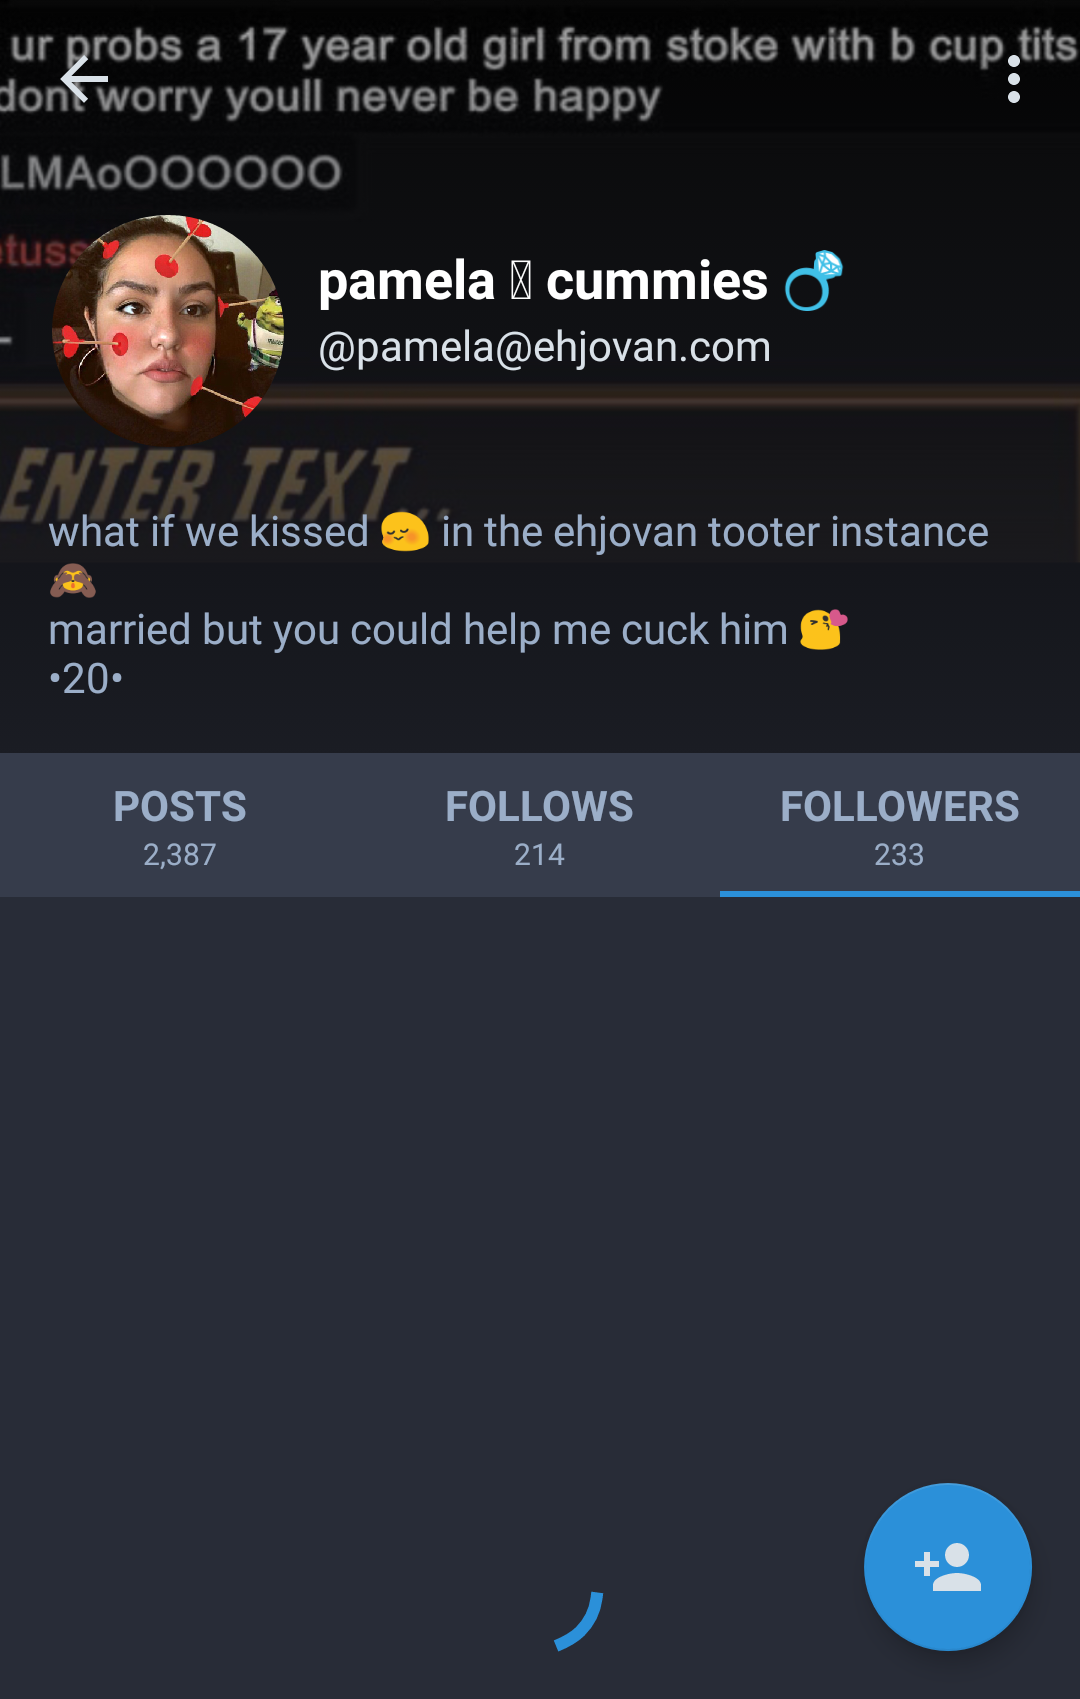 ur probs a 17 year old girl from stoke with b cup tits
dont worry youll never be happy
LMAoOOOOOO
etuss
pamela cummies 💍
@pamela@ehjovan.com
ENTER TEXT...
what if we kissed 😌 in the ehjovan tooter instance
🙈
married but you could help me cuck him 😘
•20•
POSTS FOLLOWS FOLLOWERS
2,387 214 233